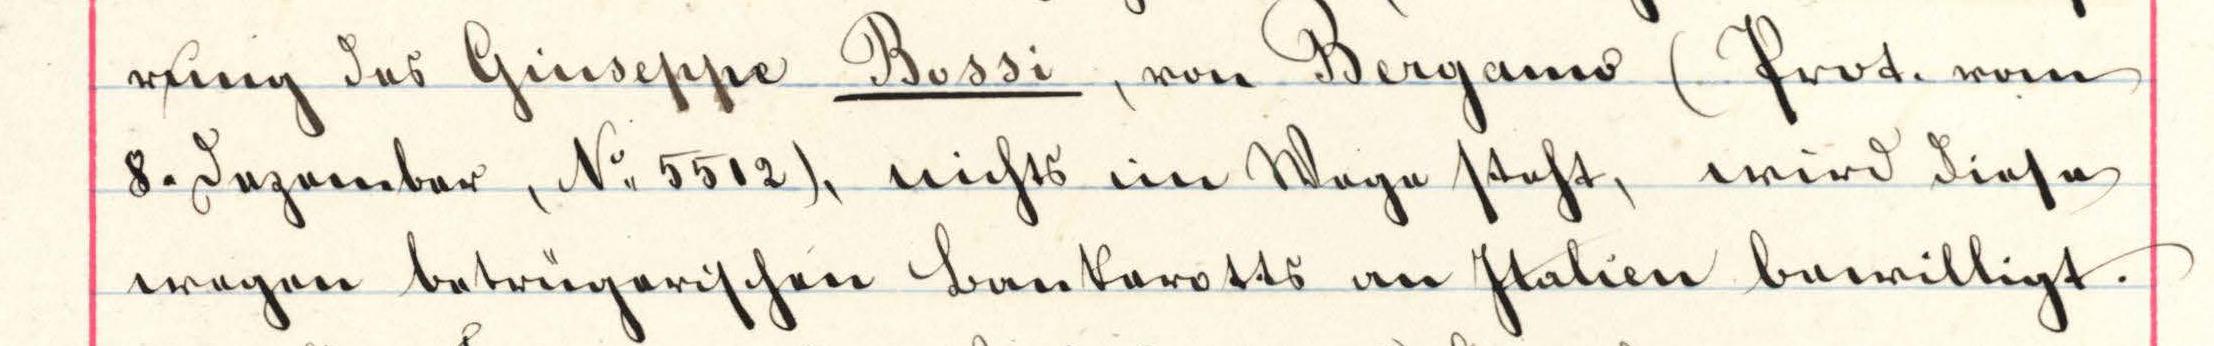 rung des Giuseppe Bossi, von Bergamo (Prot. vom
8. Dezember, No. 5512), nichts im Wege steht, wird diese
wegen betrügerischen Bankerotts an Italien bewilligt.